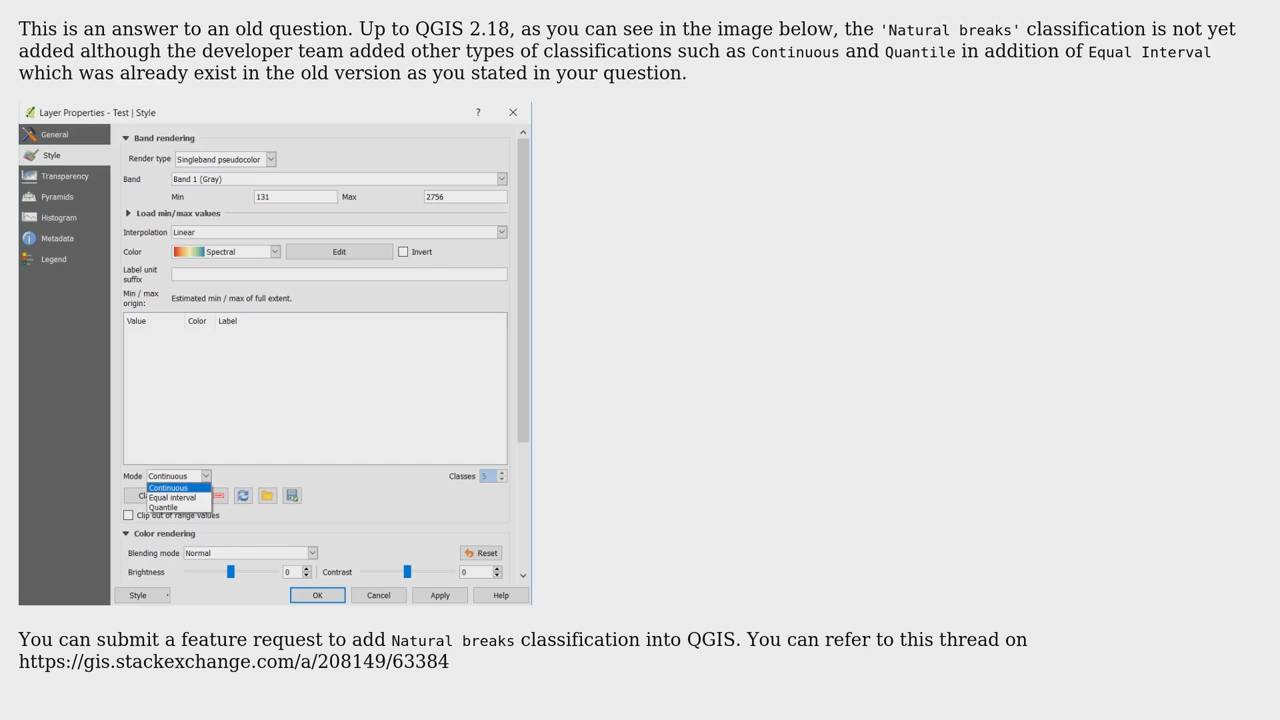 This is an answer to an old question. Up to QGIS 2.18, as you can see in the image below, the 'Natural breaks' classification is not yet
added although the developer team added other types of classifications such as Continuous and Quantile in addition of Equal Interval
which was already exist in the old version as you stated in your question.
Layer Properties - Test | Style ?
General
Style
Transparency
Pyramids
Histogram
Metadata
Legend
Band rendering
Render type Singleband pseudocolor
Band Band 1 (Gray)
Min 131 Max 2756
Load min/max values
Interpolation Linear
Color Spectral Edit Invert
Label unit
suffix
Min / max
origin: Estimated min / max of full extent.
Value Color Label
Mode Continuous Classes 5
Continuous
Equal interval
Quantile
Clip out of range values
Color rendering
Blending mode Normal Reset
Brightness 0 Contrast 0
Style OK Cancel Apply Help
You can submit a feature request to add Natural breaks classification into QGIS. You can refer to this thread on
https://gis.stackexchange.com/a/208149/63384